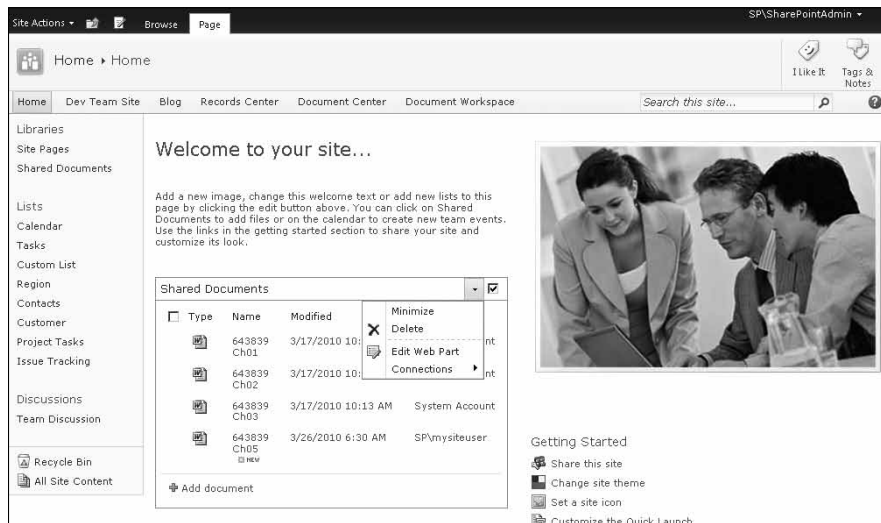 Site Actions Browse Page SP\SharePointAdmin
Home Home
I Like It Tags &
Notes
Home Dev Team Site Blog Records Center Document Center Document Workspace Search this site...
Libraries
Site Pages
Shared Documents
Lists
Calendar
Tasks
Custom List
Region
Contacts
Customer
Project Tasks
Issue Tracking
Discussions
Team Discussion
Recycle Bin
All Site Content
Welcome to your site...
Add a new image, change this welcome text or add new lists to this
page by clicking the edit button above. You can click on Shared
Documents to add files or on the calendar to create new team events.
Use the links in the getting started section to share your site and
customize its look.
Shared Documents
Type Name Modified
643839 3/17/2010 10:
Ch01
643839 3/17/2010 10:
Ch02
643839 3/17/2010 10:13 AM System Account
Ch03
643839 3/26/2010 6:30 AM SP\mysiteuser
Ch05
NEW
Add document
Minimize
Delete
Edit Web Part
Connections
Getting Started
Share this site
Change site theme
Set a site icon
Customize the Quick Launch